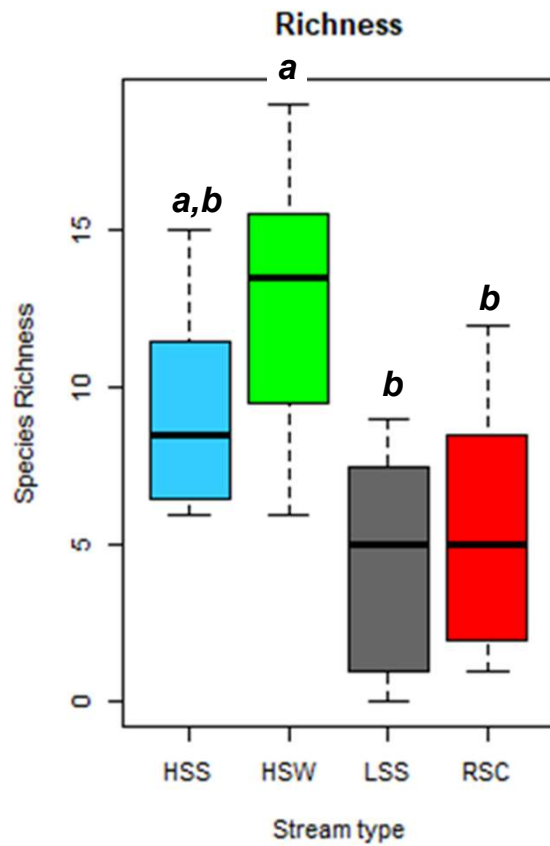 Richness
a
a,b
b
b
Species Richness
15
10
5
0
HSS HSW LSS RSC
Stream type